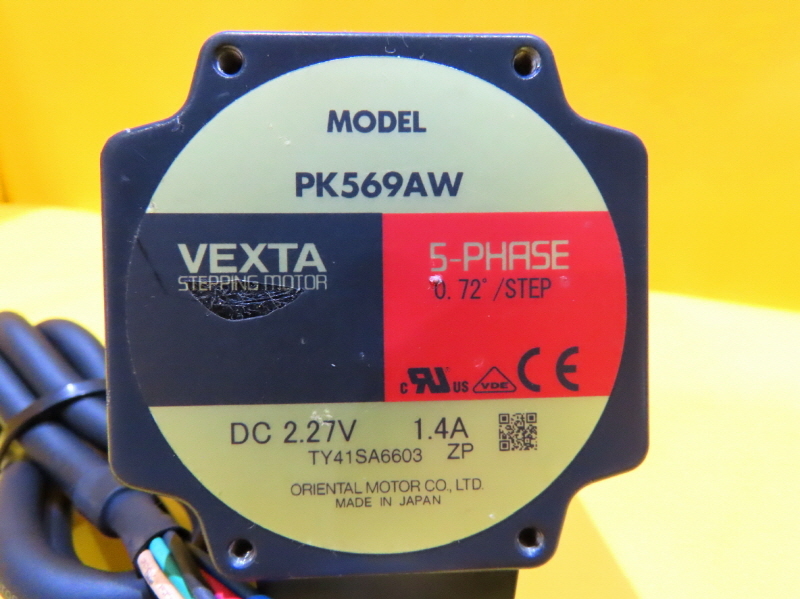 MODEL
PK569AW
VEXTA
STEPPING MOTOR
5-PHASE
0.72°/STEP
c RU US VDE CE
DC 2.27V 1.4A
TY41SA6603 ZP
ORIENTAL MOTOR CO., LTD.
MADE IN JAPAN